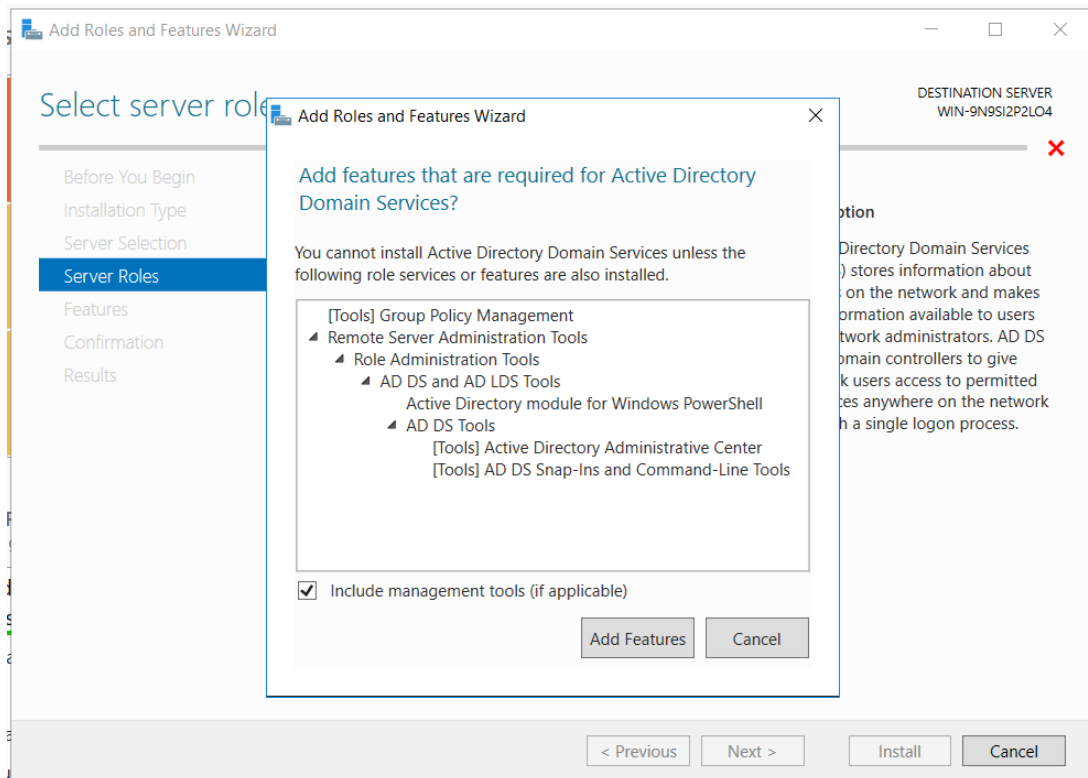 Add Roles and Features Wizard
Select server role
DESTINATION SERVER
WIN-9N9SI2P2LO4
Before You Begin
Installation Type
Server Selection
Server Roles
Features
Confirmation
Results
Add Roles and Features Wizard
Add features that are required for Active Directory
Domain Services?
You cannot install Active Directory Domain Services unless the
following role services or features are also installed.
[Tools] Group Policy Management
Remote Server Administration Tools
Role Administration Tools
AD DS and AD LDS Tools
Active Directory module for Windows PowerShell
AD DS Tools
[Tools] Active Directory Administrative Center
[Tools] AD DS Snap-Ins and Command-Line Tools
Include management tools (if applicable)
Add Features
Cancel
ption
Directory Domain Services
) stores information about
on the network and makes
ormation available to users
twork administrators. AD DS
omain controllers to give
k users access to permitted
ces anywhere on the network
h a single logon process.
< Previous
Next >
Install
Cancel